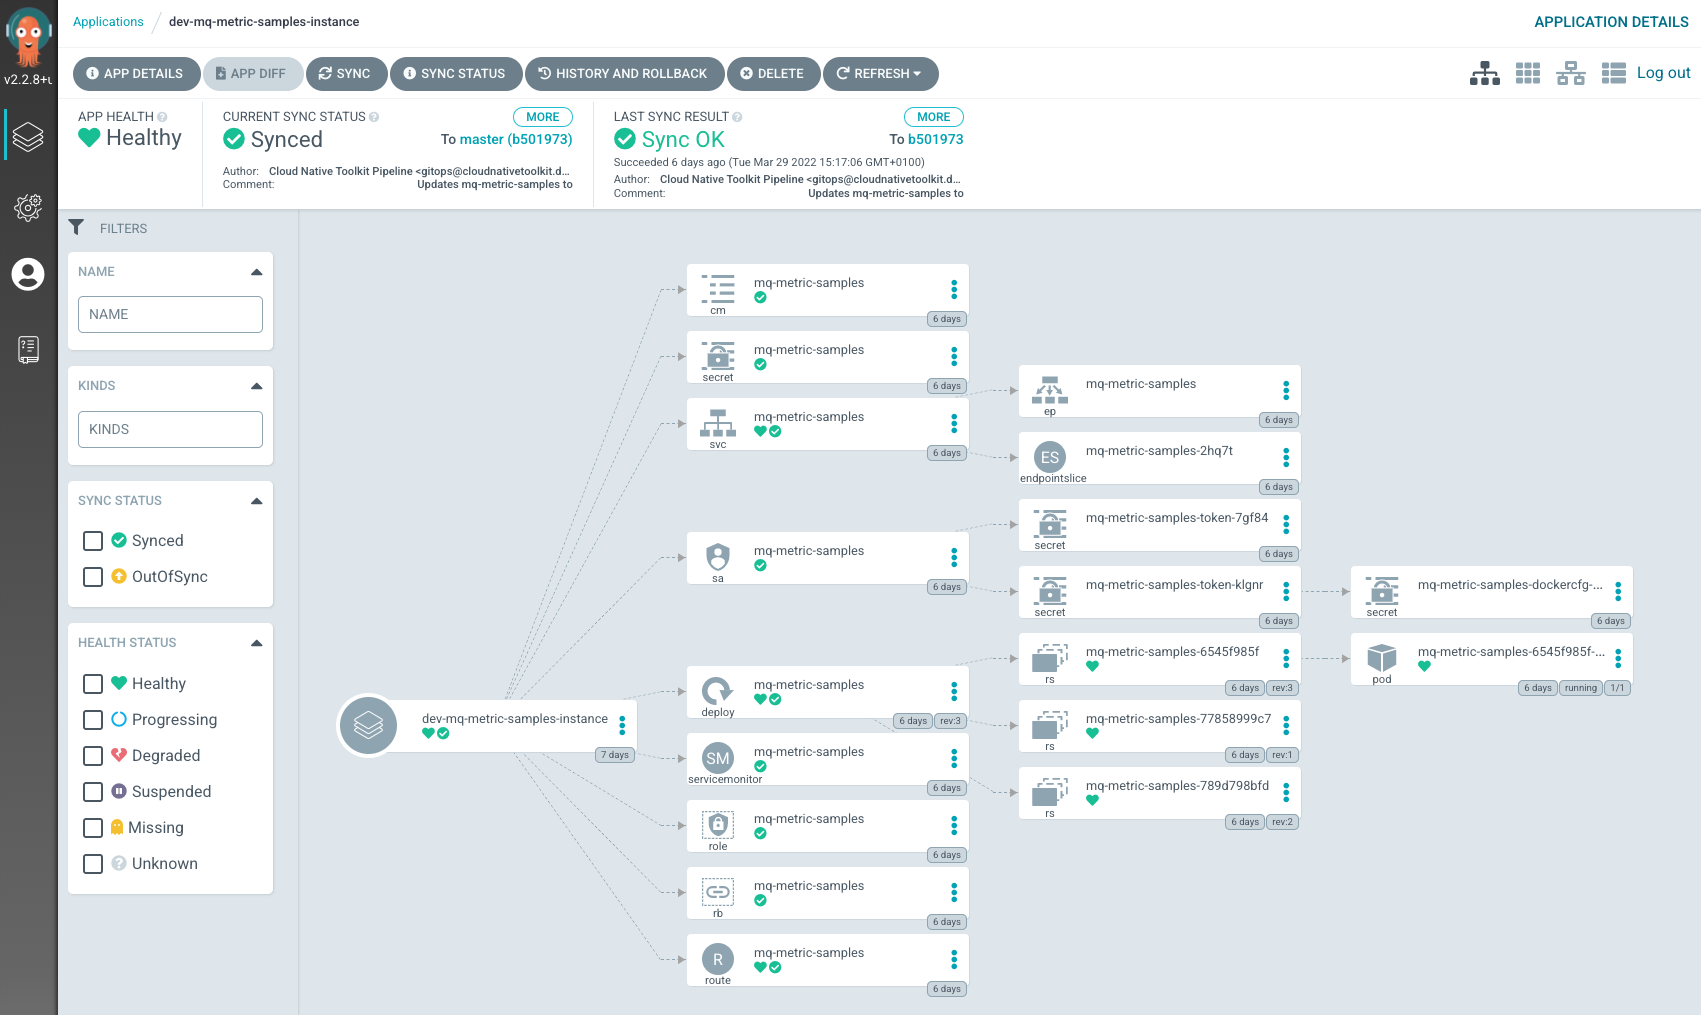 Applications / dev-mq-metric-samples-instance
APPLICATION DETAILS
v2.2.8+u
APP DETAILS
APP DIFF
SYNC
SYNC STATUS
HISTORY AND ROLLBACK
DELETE
REFRESH
Log out
APP HEALTH
Healthy
CURRENT SYNC STATUS
MORE
Synced
To master (b501973)
Author: Cloud Native Toolkit Pipeline <gitops@cloudnativetoolkit.d...
Comment: Updates mq-metric-samples to
LAST SYNC RESULT
MORE
Sync OK
To b501973
Succeeded 6 days ago (Tue Mar 29 2022 15:17:06 GMT+0100)
Author: Cloud Native Toolkit Pipeline <gitops@cloudnativetoolkit.d...
Comment: Updates mq-metric-samples to
FILTERS
NAME
NAME
KINDS
KINDS
SYNC STATUS
Synced
OutOfSync
HEALTH STATUS
Healthy
Progressing
Degraded
Suspended
Missing
Unknown
dev-mq-metric-samples-instance
7 days
mq-metric-samples
cm
6 days
mq-metric-samples
secret
6 days
mq-metric-samples
svc
6 days
mq-metric-samples
sa
6 days
mq-metric-samples
deploy
6 days rev:3
SM
mq-metric-samples
servicemonitor
6 days
mq-metric-samples
role
6 days
mq-metric-samples
rb
6 days
R
mq-metric-samples
route
6 days
mq-metric-samples
ep
6 days
ES
mq-metric-samples-2hq7t
endpointslice
6 days
mq-metric-samples-token-7gf84
secret
6 days
mq-metric-samples-token-klgnr
secret
6 days
mq-metric-samples-6545f985f
rs
6 days rev:3
mq-metric-samples-77858999c7
rs
6 days rev:1
mq-metric-samples-789d798bfd
rs
6 days rev:2
mq-metric-samples-dockercfg-...
secret
6 days
mq-metric-samples-6545f985f-...
pod
6 days running 1/1